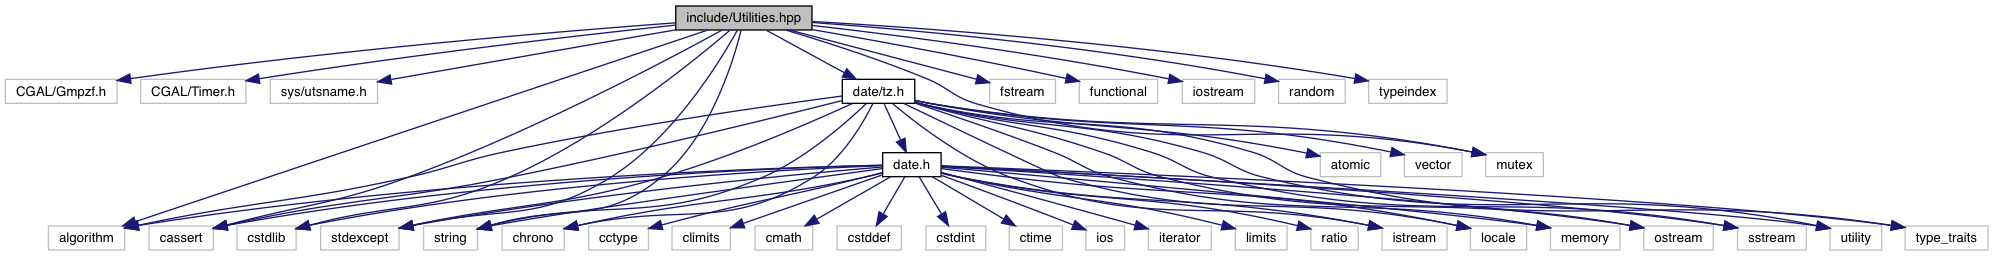 include/Utilities.hpp
CGAL/Gmpzf.h
CGAL/Timer.h
sys/utsname.h
date/tz.h
fstream
functional
iostream
random
typeindex
date.h
atomic
vector
mutex
algorithm
cassert
cstdlib
stdexcept
string
chrono
cctype
climits
cmath
cstddef
cstdint
ctime
ios
iterator
limits
ratio
istream
locale
memory
ostream
sstream
utility
type_traits